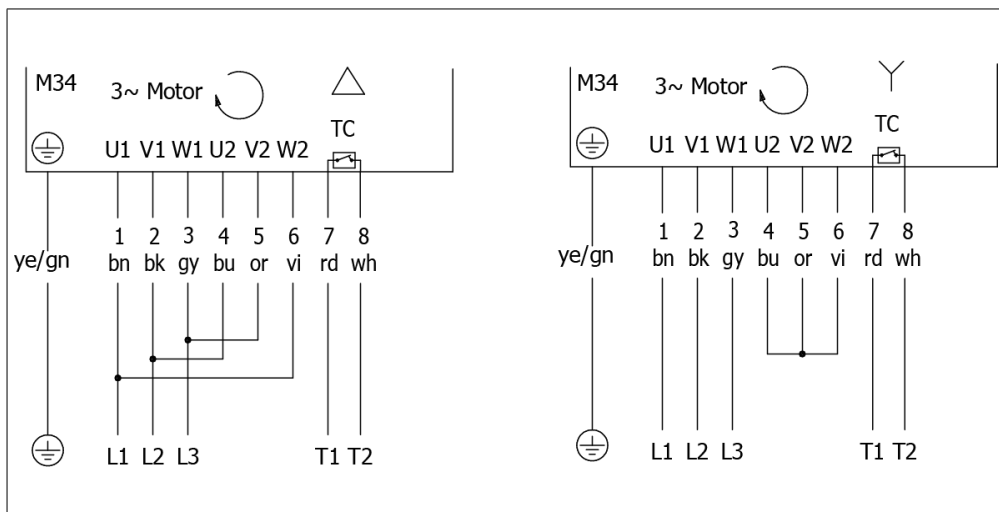 M34
3~ Motor
TC
U1 V1 W1 U2 V2 W2
1 2 3 4 5 6 7 8
ye/gn bn bk gy bu or vi rd wh
L1 L2 L3 T1 T2
M34
3~ Motor
TC
U1 V1 W1 U2 V2 W2
1 2 3 4 5 6 7 8
ye/gn bn bk gy bu or vi rd wh
L1 L2 L3 T1 T2